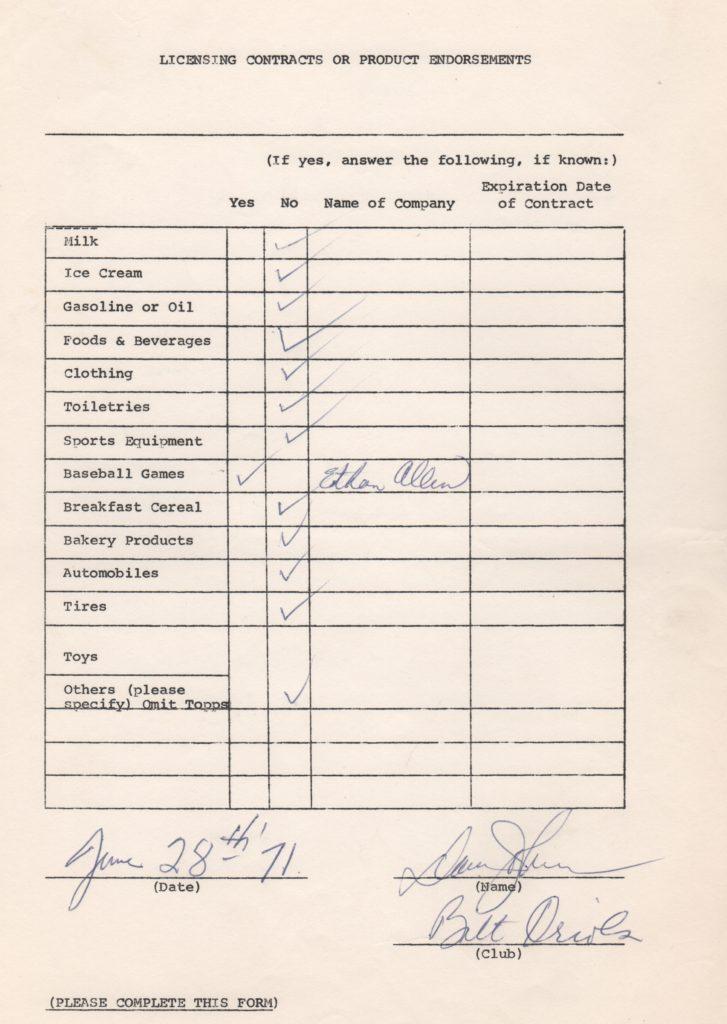 LICENSING CONTRACTS OR PRODUCT ENDORSEMENTS
(If yes, answer the following, if known:)
Yes No Name of Company Expiration Date of Contract
Milk ✓
Ice Cream ✓
Gasoline or Oil ✓
Foods & Beverages ✓
Clothing ✓
Toiletries ✓
Sports Equipment ✓
Baseball Games ✓ Ethan Allen
Breakfast Cereal ✓
Bakery Products ✓
Automobiles ✓
Tires ✓
Toys
Others (please
specify) Omit Topps ✓
June 28th '71
(Date)
(Name)
Balt Oriols
(Club)
(PLEASE COMPLETE THIS FORM)